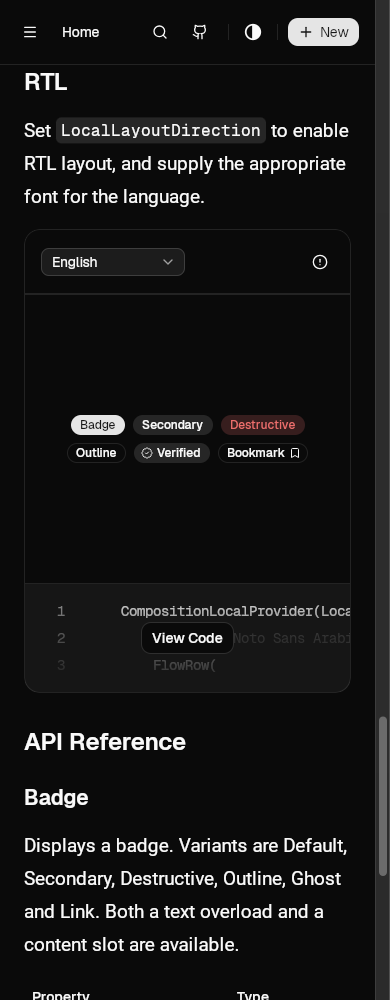 Home
New
RTL
Set LocalLayoutDirection to enable
RTL layout, and supply the appropriate
font for the language.
English
Badge Secondary Destructive
Outline Verified Bookmark
1 CompositionLocalProvider(Loca
2 View Code Noto Sans Arabi
3 FlowRow(
API Reference
Badge
Displays a badge. Variants are Default,
Secondary, Destructive, Outline, Ghost
and Link. Both a text overload and a
content slot are available.
Property Type